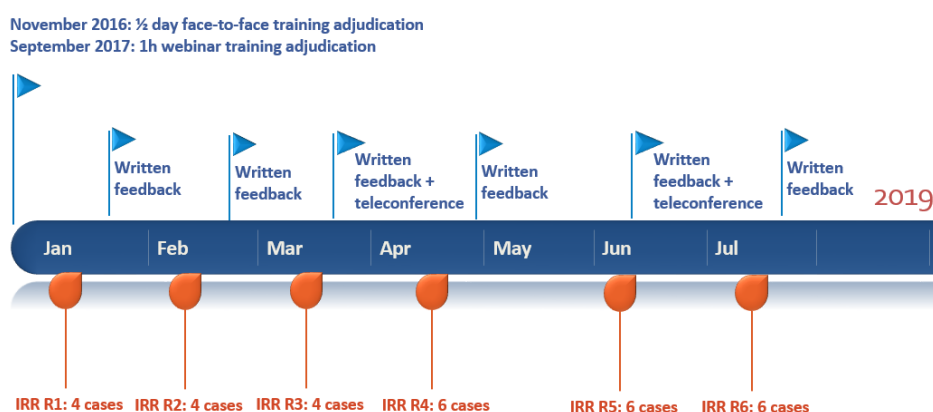 November 2016: ½ day face-to-face training adjudication
September 2017: 1h webinar training adjudication
Written
feedback
Written
feedback
Written
feedback +
teleconference
Written
feedback
Written
feedback +
teleconference
Written
feedback
2019
Jan
Feb
Mar
Apr
May
Jun
Jul
IRR R1: 4 cases
IRR R2: 4 cases
IRR R3: 4 cases
IRR R4: 6 cases
IRR R5: 6 cases
IRR R6: 6 cases